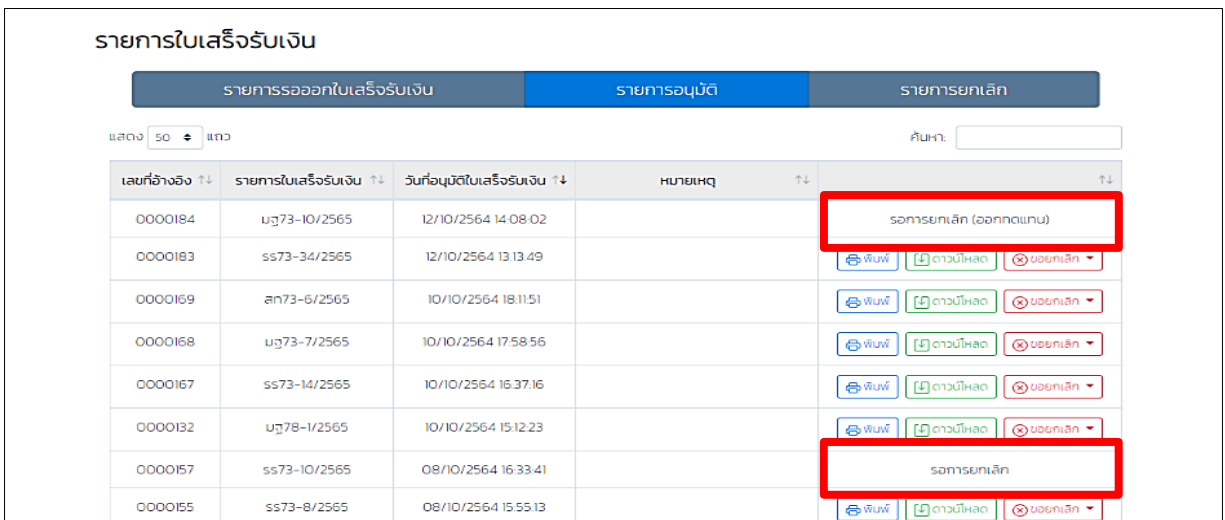 รายการใบเสร็จรับเงิน
รายการรอออกใบเสร็จรับเงิน รายการอนุมัติ รายการยกเลิก
แสดง 50 แถว ค้นหา:
เลขที่อ้างอิง รายการใบเสร็จรับเงิน วันที่อนุมัติใบเสร็จรับเงิน หมายเหตุ
0000184 มฐ73-10/2565 12/10/2564 14:08:02 รอการยกเลิก (ออกทดแทน)
0000183 รร73-34/2565 12/10/2564 13:13:49 พิมพ์ ดาวน์โหลด ขอยกเลิก
0000169 สก73-6/2565 10/10/2564 18:11:51 พิมพ์ ดาวน์โหลด ขอยกเลิก
0000168 มฐ73-7/2565 10/10/2564 17:58:56 พิมพ์ ดาวน์โหลด ขอยกเลิก
0000167 รร73-14/2565 10/10/2564 16:37:16 พิมพ์ ดาวน์โหลด ขอยกเลิก
0000132 มฐ78-1/2565 10/10/2564 15:12:23 พิมพ์ ดาวน์โหลด ขอยกเลิก
0000157 รร73-10/2565 08/10/2564 16:33:41 รอการยกเลิก
0000155 รร73-8/2565 08/10/2564 15:55:13 พิมพ์ ดาวน์โหลด ขอยกเลิก